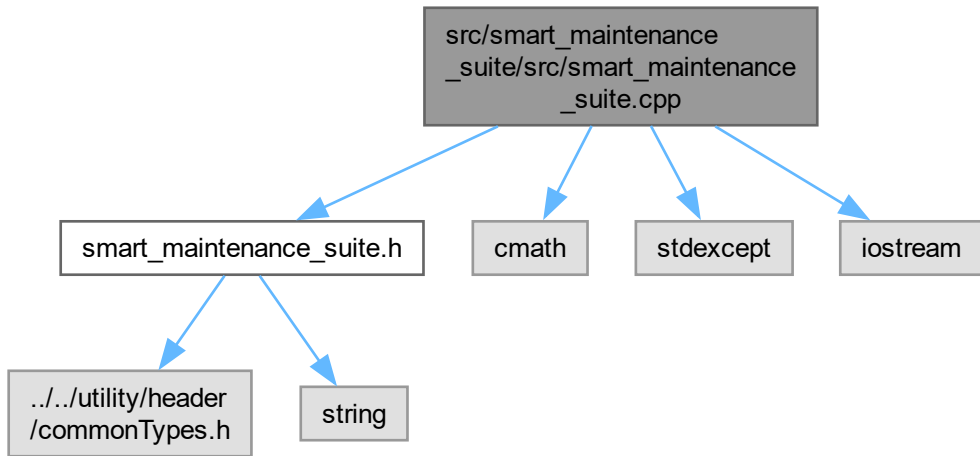 src/smart_maintenance
_suite/src/smart_maintenance
_suite.cpp
smart_maintenance_suite.h
cmath
stdexcept
iostream
../../utility/header
/commonTypes.h
string